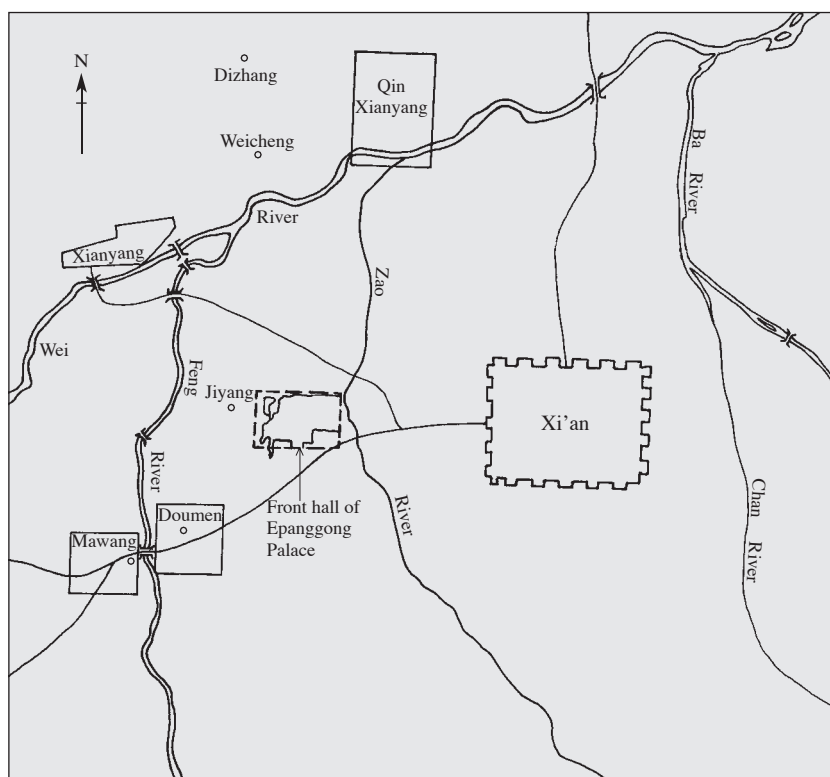 N
Dizhang
Qin
Xianyang
Weicheng
Ba
River
River
Xianyang
Zao
Wei
Feng
Jiyang
Xi'an
River
River
Front hall of
Epanggong
Palace
Doumen
Mawang
Chan
River